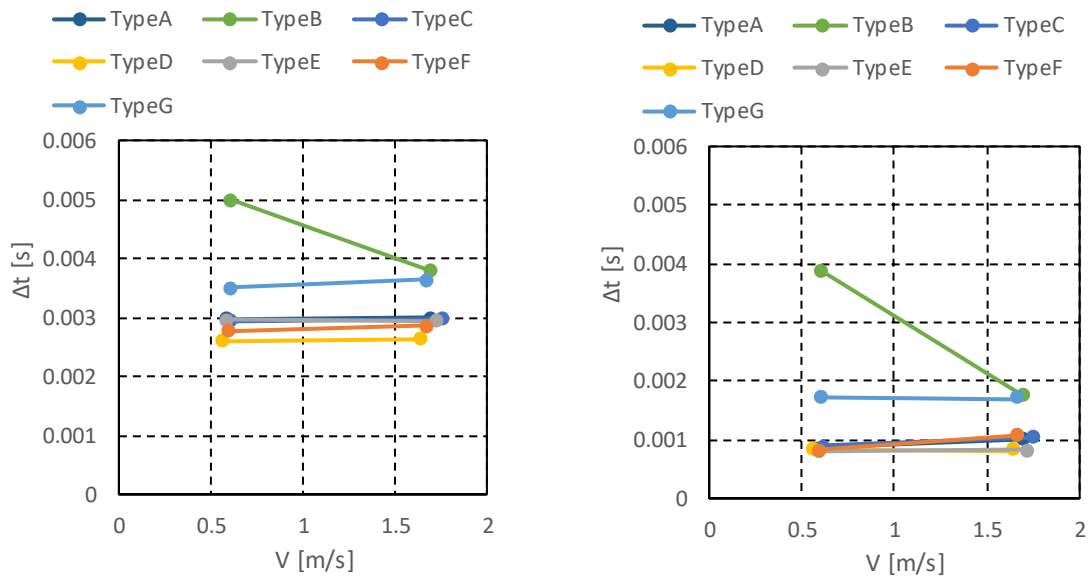 TypeA TypeB TypeC
TypeD TypeE TypeF
TypeG
0.006
0.005
0.004
0.003
0.002
0.001
0
Δt [s]
0 0.5 1 1.5 2
V [m/s]
TypeA TypeB TypeC
TypeD TypeE TypeF
TypeG
0.006
0.005
0.004
0.003
0.002
0.001
0
Δt [s]
0 0.5 1 1.5 2
V [m/s]